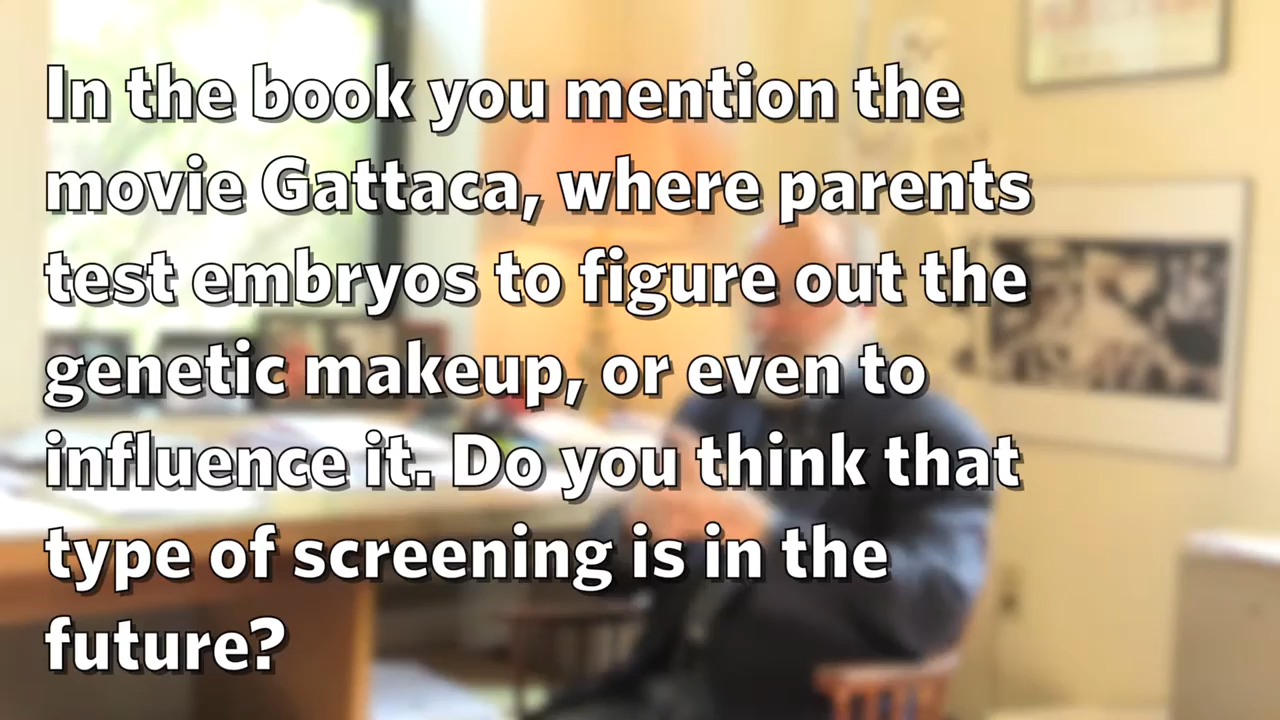 In the book you mention the
movie Gattaca, where parents
test embryos to figure out the
genetic makeup, or even to
influence it. Do you think that
type of screening is in the
future?